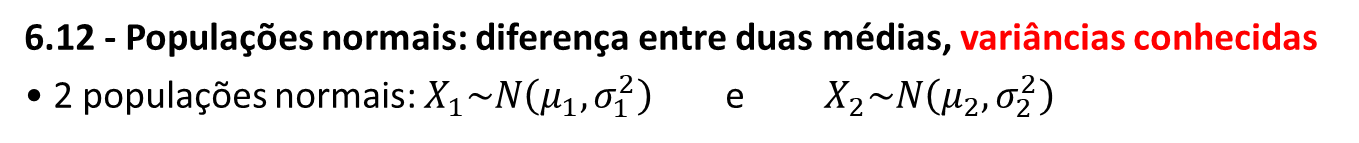 6.12 - Populações normais: diferença entre duas médias, variâncias conhecidas
• 2 populações normais: X₁~N(μ₁, σ₁²) e X₂~N(μ₂, σ₂²)